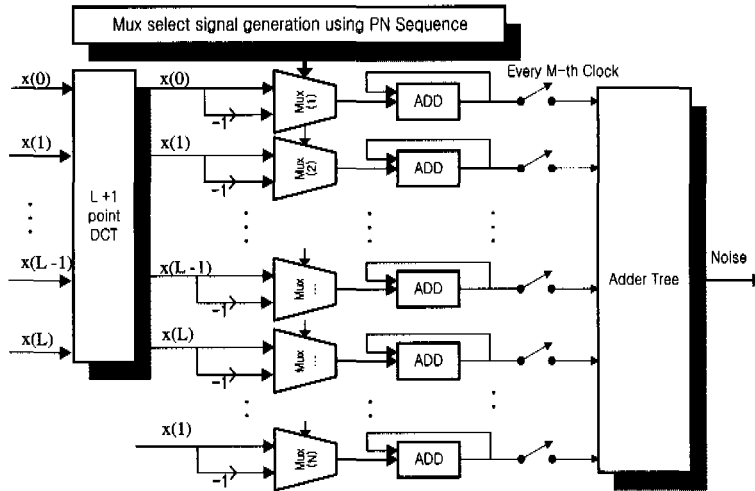 Mux select signal generation using PN Sequence
x(0)
x(0)
Mux
(1)
ADD
Every M-th Clock
-1
x(1)
x(1)
Mux
(2)
ADD
-1
L +1
point
DCT
x(L-1)
x(L-1)
Mux
...
ADD
-1
Adder Tree
Noise
x(L)
x(L)
Mux
...
ADD
-1
x(1)
Mux
(N)
ADD
-1